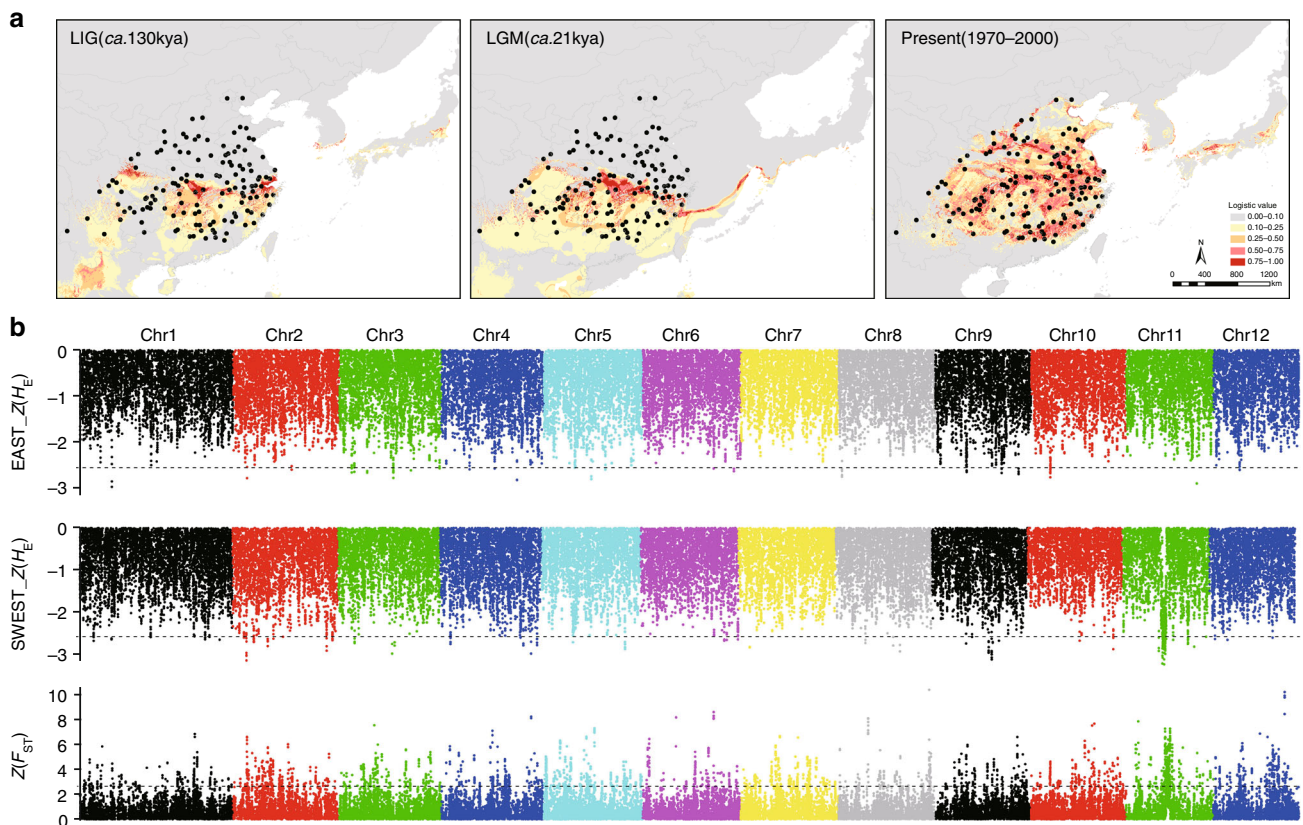 a
LIG(ca.130kya)
LGM(ca.21kya)
Present(1970–2000)
Logistic value
0.00–0.10
0.10–0.25
0.25–0.50
0.50–0.75
0.75–1.00
N
0 400 800 1200
km
b
Chr1 Chr2 Chr3 Chr4 Chr5 Chr6 Chr7 Chr8 Chr9 Chr10 Chr11 Chr12
EAST_Z(HE)
0
–1
–2
–3
SWEST_Z(HE)
0
–1
–2
–3
Z(FST)
10
8
6
4
2
0